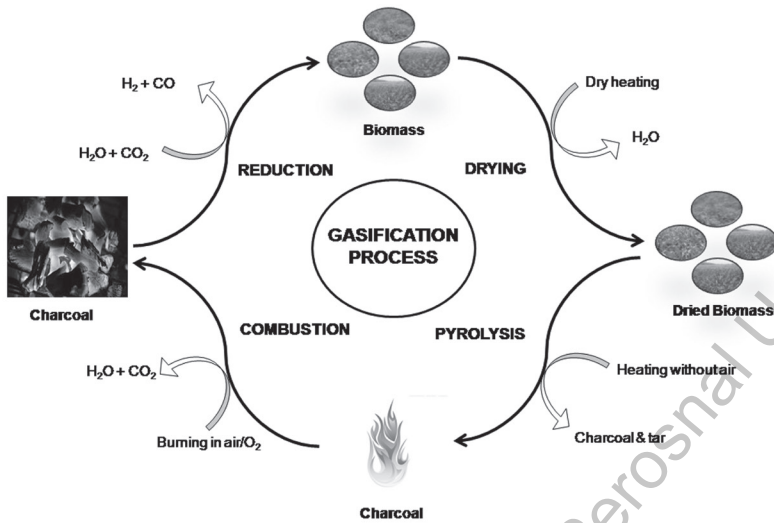 Biomass
Dry heating
H₂O
DRYING
Dried Biomass
PYROLYSIS
Heating without air
Charcoal & tar
Charcoal
COMBUSTION
Burning in air/O₂
H₂O + CO₂
Charcoal
REDUCTION
H₂O + CO₂
H₂ + CO
GASIFICATION
PROCESS